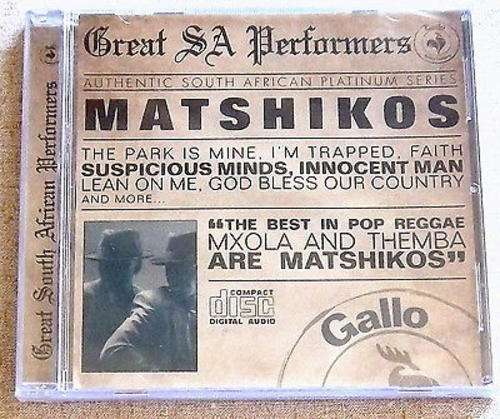 Great SA Performers
AUTHENTIC SOUTH AFRICAN PLATINUM SERIES
MATSHIKOS
THE PARK IS MINE, I'M TRAPPED, FAITH
SUSPICIOUS MINDS, INNOCENT MAN
LEAN ON ME, GOD BLESS OUR COUNTRY
AND MORE...
"THE BEST IN POP REGGAE
MXOLA AND THEMBA
ARE MATSHIKOS"
COMPACT
disc
DIGITAL AUDIO
Gallo
Great South African Performers